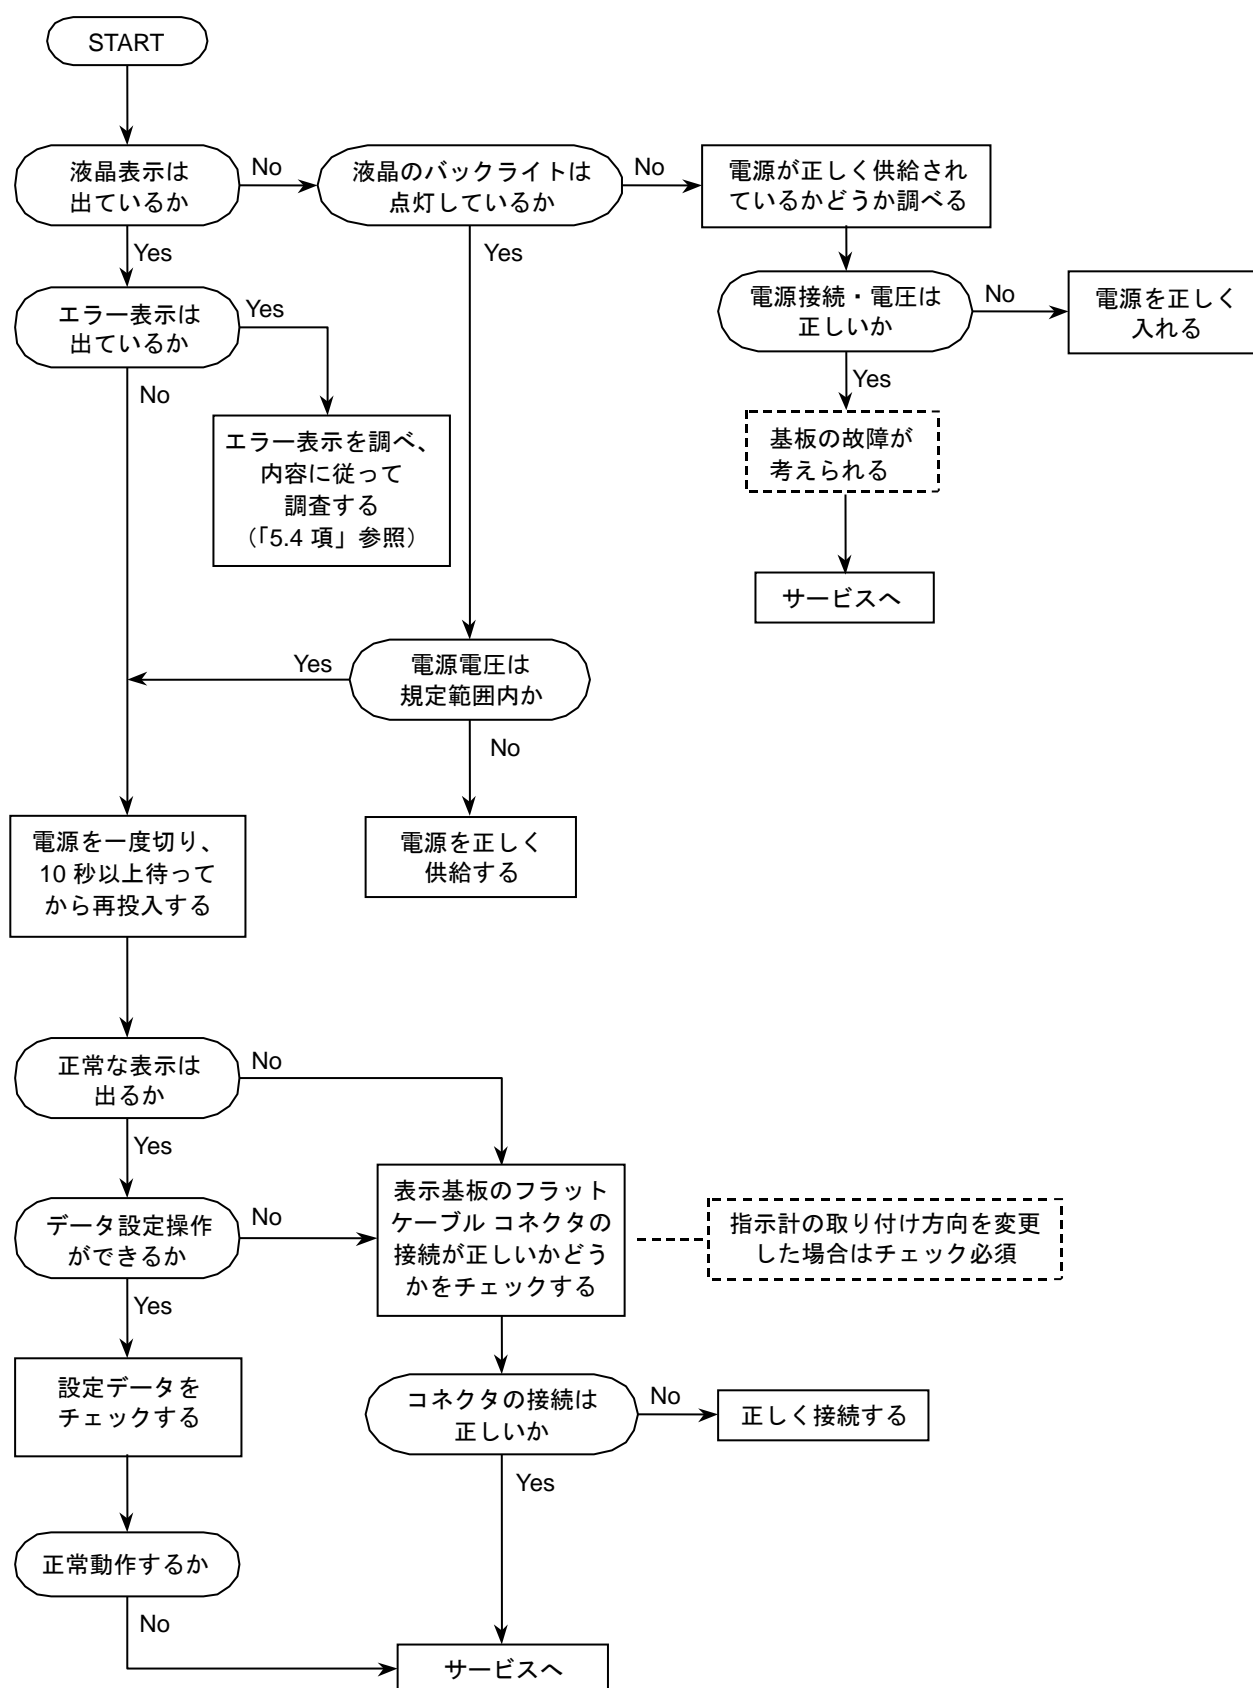 START
液晶表示は
出ているか
No
液晶のバックライトは
点灯しているか
No
電源が正しく供給され
ているかどうか調べる
Yes
Yes
エラー表示は
出ているか
Yes
電源接続・電圧は
正しいか
No
電源を正しく
入れる
No
Yes
エラー表示を調べ、
内容に従って
調査する
(「5.4 項」参照)
基板の故障が
考えられる
サービスへ
Yes
電源電圧は
規定範囲内か
No
電源を一度切り、
10 秒以上待って
から再投入する
電源を正しく
供給する
正常な表示は
出るか
No
Yes
データ設定操作
ができるか
No
表示基板のフラット
ケーブル コネクタの
接続が正しいかどう
かをチェックする
指示計の取り付け方向を変更
した場合はチェック必須
Yes
設定データを
チェックする
コネクタの接続は
正しいか
No
正しく接続する
Yes
正常動作するか
No
サービスへ